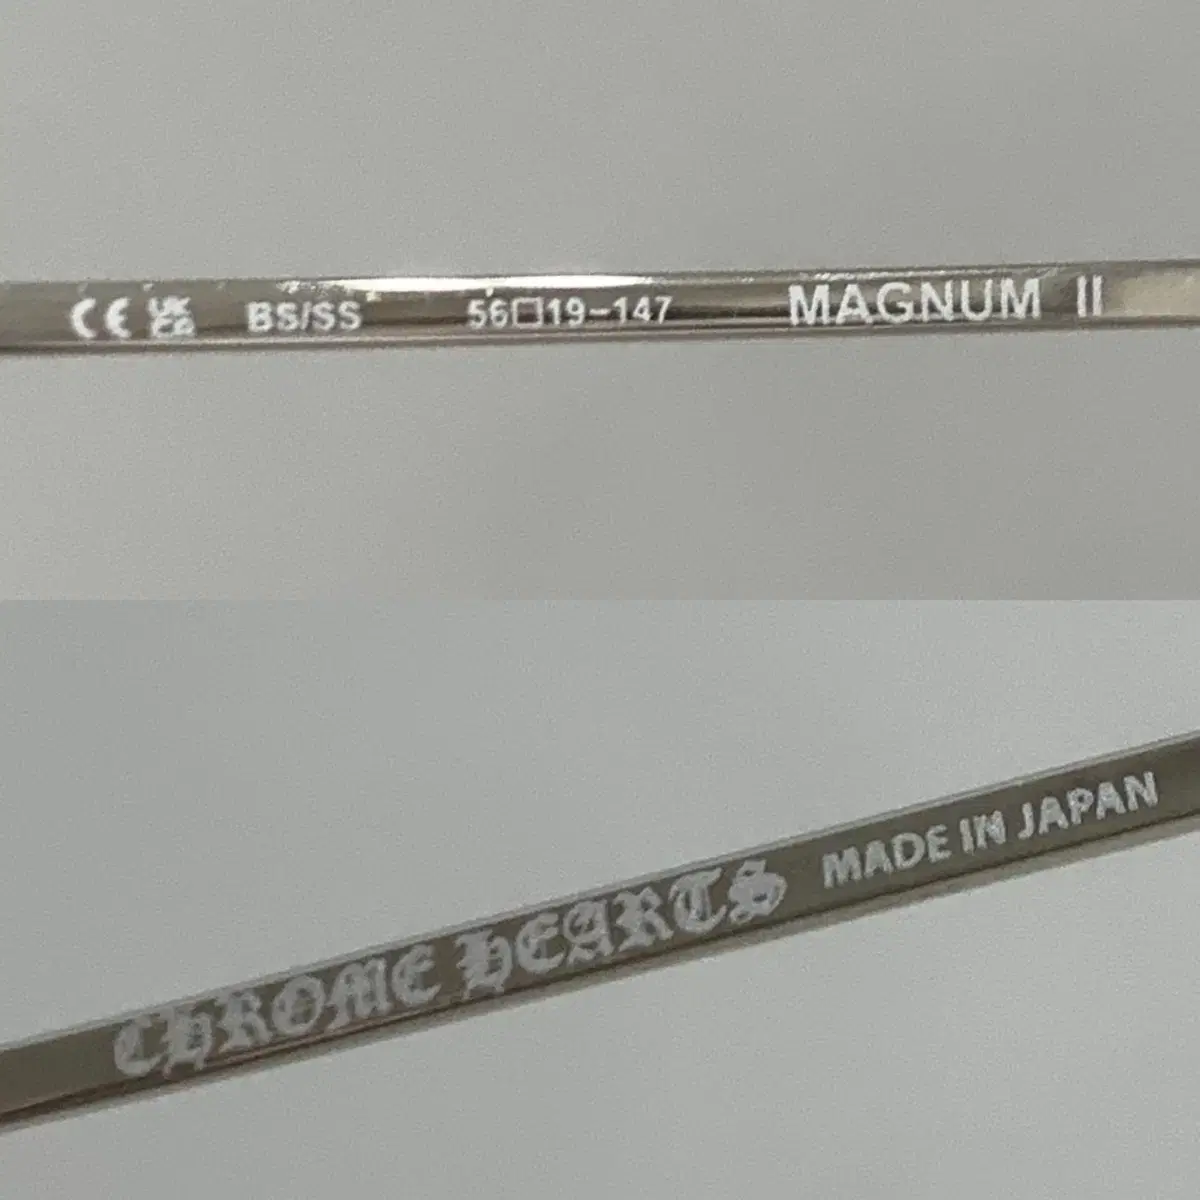 CE UKCA BS/SS 56□19-147 MAGNUM II
CHROME HEARTS MADE IN JAPAN